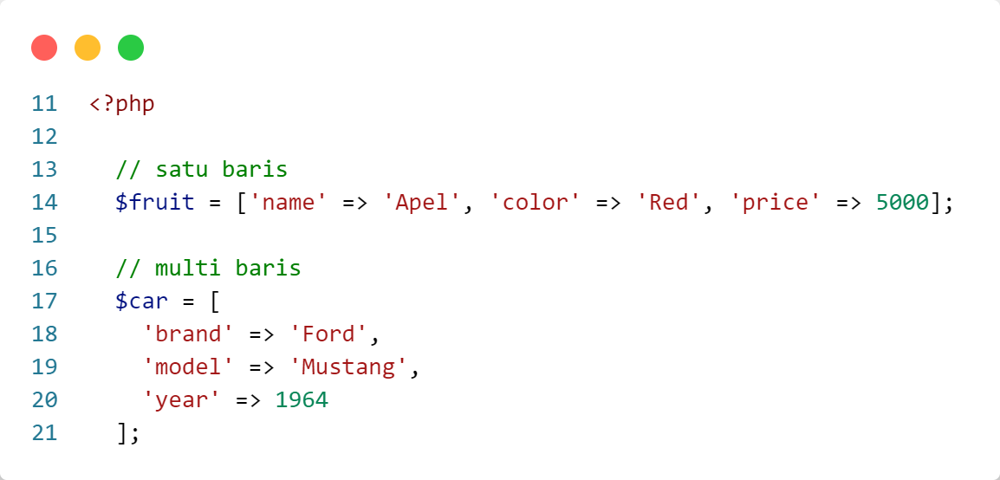 11 <?php
12
13 // satu baris
14 $fruit = ['name' => 'Apel', 'color' => 'Red', 'price' => 5000];
15
16 // multi baris
17 $car = [
18 'brand' => 'Ford',
19 'model' => 'Mustang',
20 'year' => 1964
21 ];